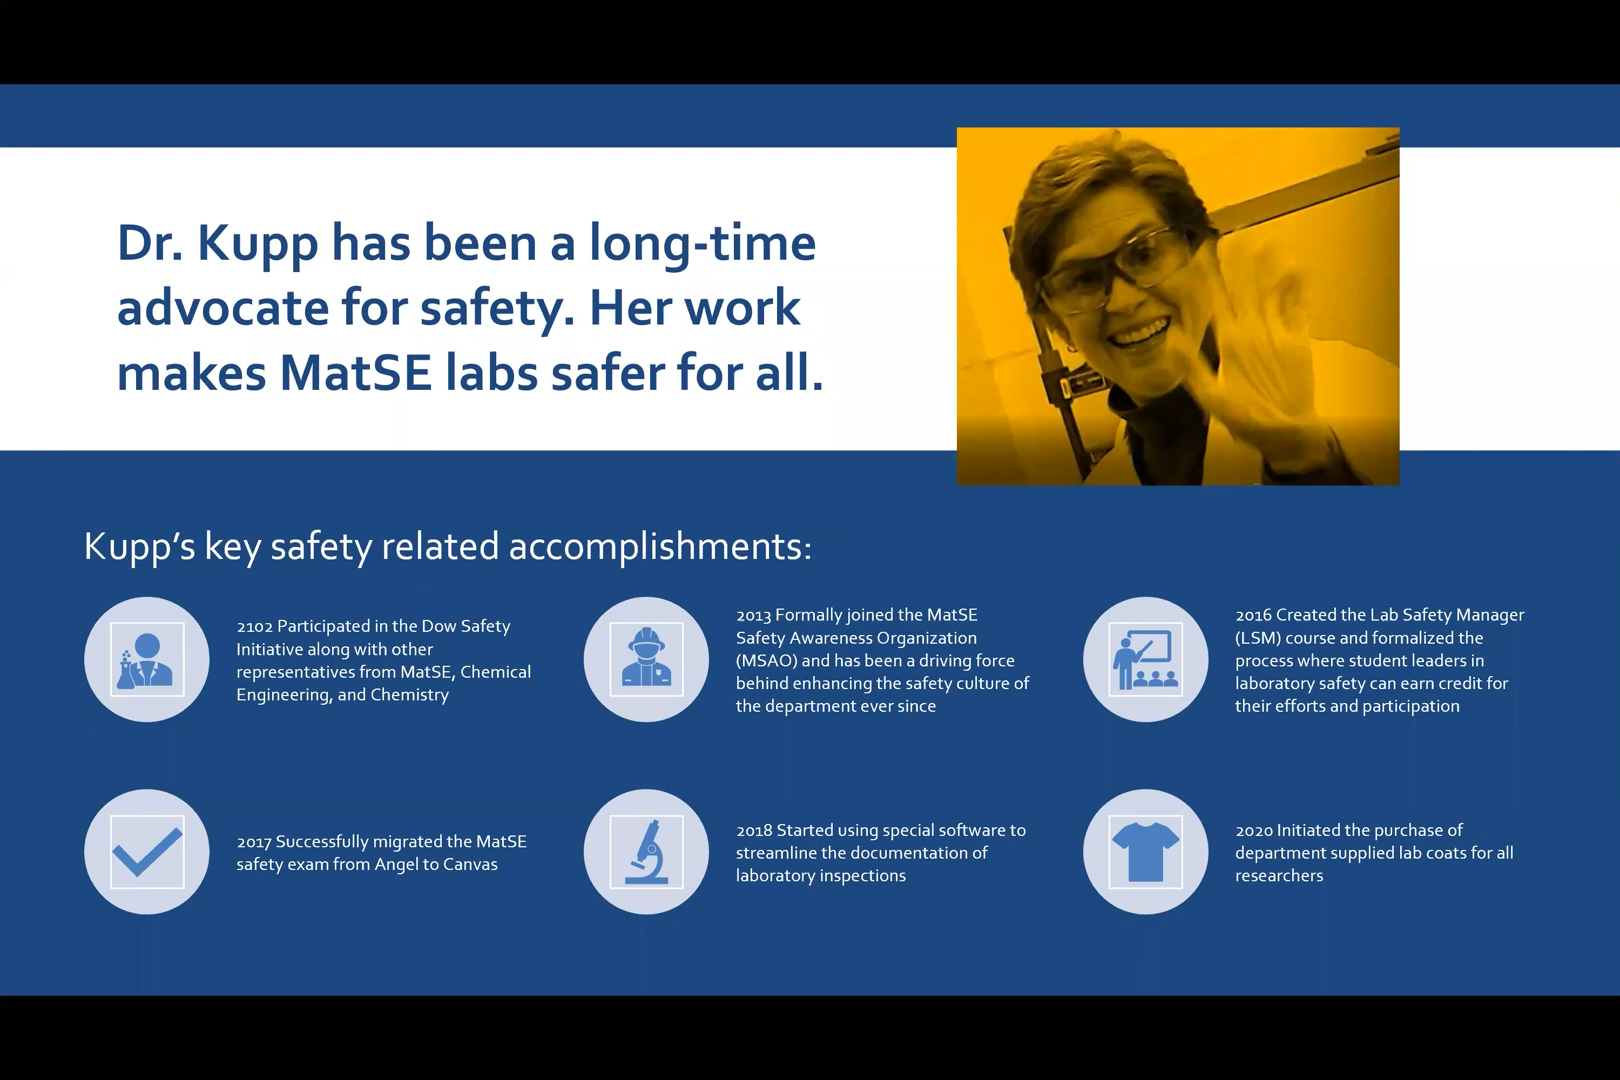 Dr. Kupp has been a long-time
advocate for safety. Her work
makes MatSE labs safer for all.
Kupp’s key safety related accomplishments:
2102 Participated in the Dow Safety
Initiative along with other
representatives from MatSE, Chemical
Engineering, and Chemistry
2013 Formally joined the MatSE
Safety Awareness Organization
(MSAO) and has been a driving force
behind enhancing the safety culture of
the department ever since
2016 Created the Lab Safety Manager
(LSM) course and formalized the
process where student leaders in
laboratory safety can earn credit for
their efforts and participation
2017 Successfully migrated the MatSE
safety exam from Angel to Canvas
2018 Started using special software to
streamline the documentation of
laboratory inspections
2020 Initiated the purchase of
department supplied lab coats for all
researchers